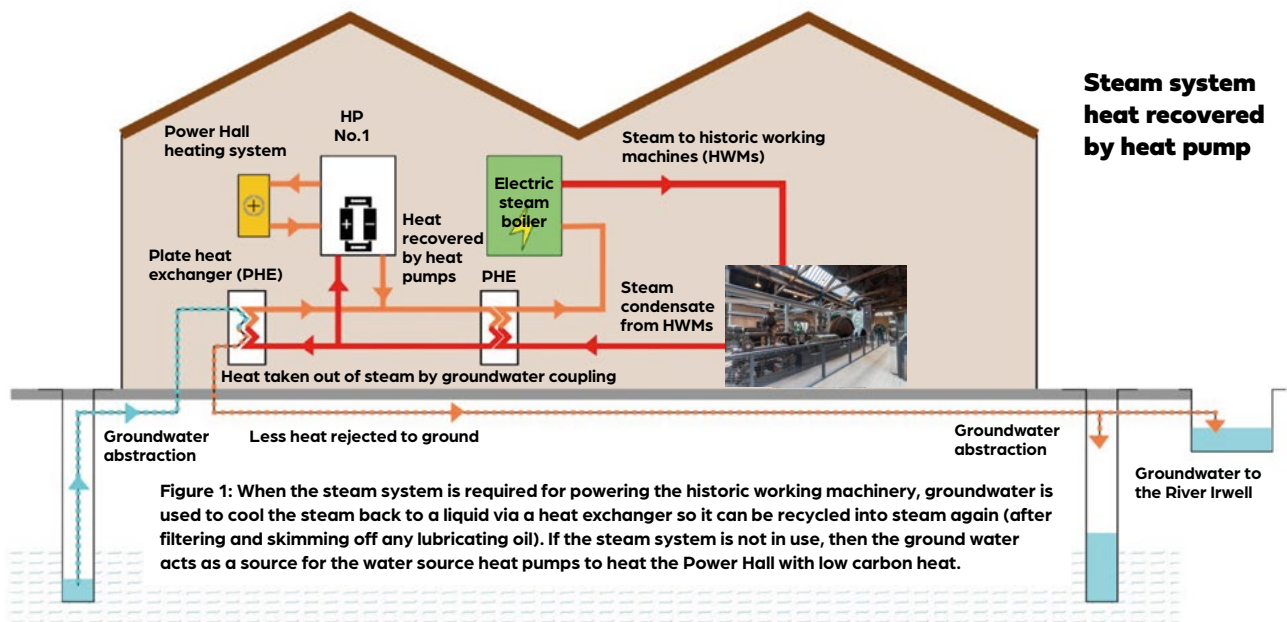 Steam system
heat recovered
by heat pump
Power Hall
heating system
HP
No.1
Steam to historic working
machines (HWMs)
Electric
steam
boiler
Heat
recovered
by heat
pumps
Plate heat
exchanger (PHE)
PHE
Steam
condensate
from HWMs
Heat taken out of steam by groundwater coupling
Groundwater
abstraction
Less heat rejected to ground
Groundwater
abstraction
Groundwater to
the River Irwell
Figure 1: When the steam system is required for powering the historic working machinery, groundwater is
used to cool the steam back to a liquid via a heat exchanger so it can be recycled into steam again (after
filtering and skimming off any lubricating oil). If the steam system is not in use, then the ground water
acts as a source for the water source heat pumps to heat the Power Hall with low carbon heat.